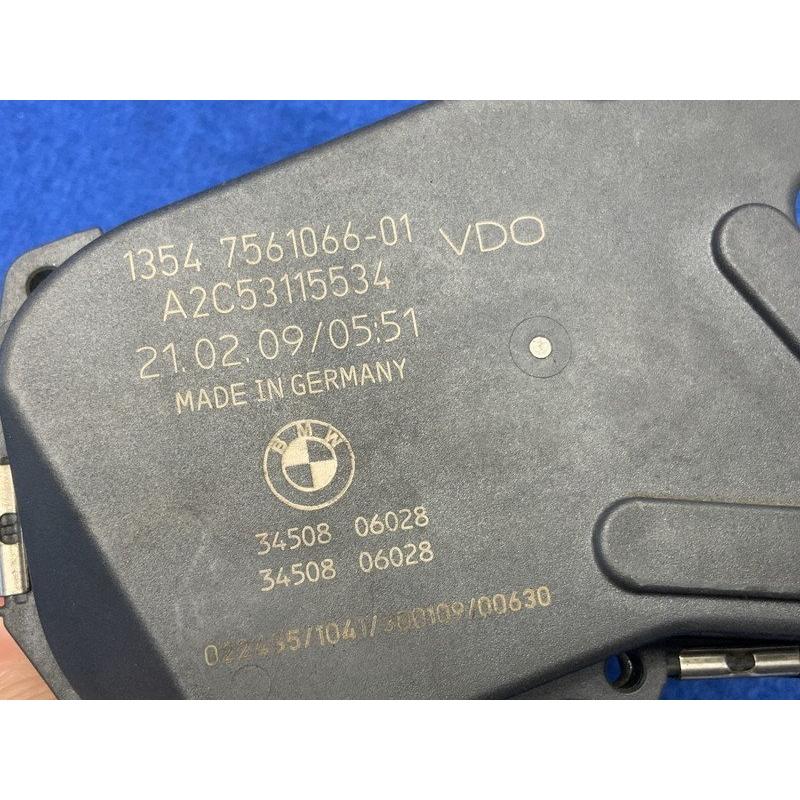 1354 7561066-01 VDO
A2C53115534
21.02.09/05:51
MADE IN GERMANY
BMW
34508 06028
34508 06028